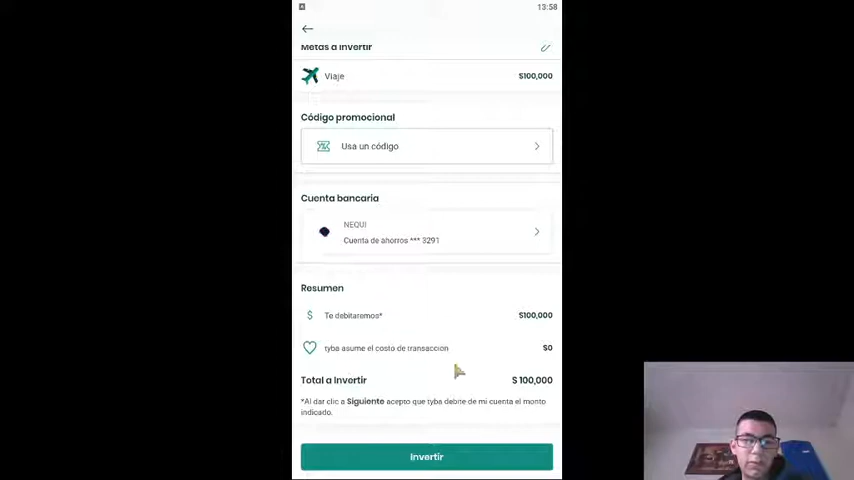 13:58
Metas a Invertir
Viaje $100,000
Código promocional
Usa un código
Cuenta bancaria
NEQUI
Cuenta de ahorros *** 3291
Resumen
$ Te debitaremos* $100,000
tyba asume el costo de transacción $0
Total a Invertir $ 100,000
*Al dar clic a Siguiente acepto que tyba debite de mi cuenta el monto
indicado.
Invertir